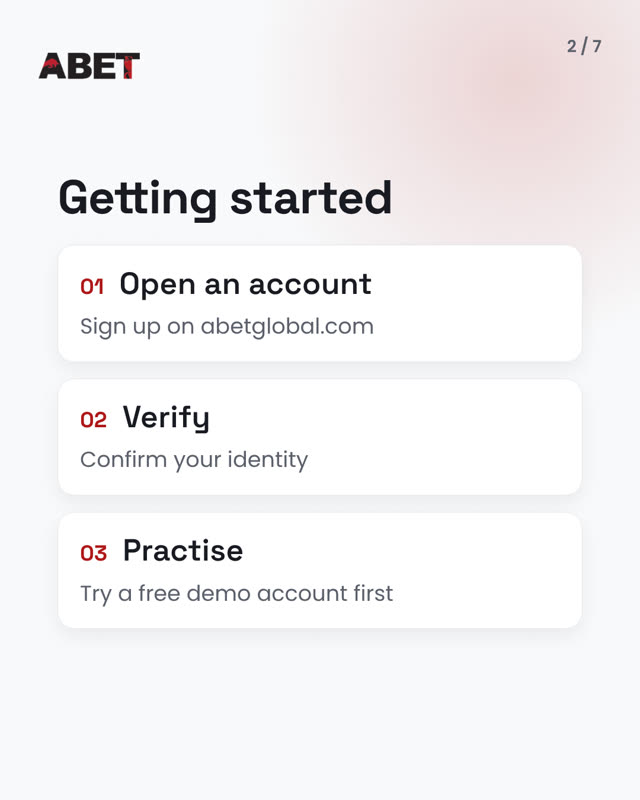 ABET
2 / 7
Getting started
01 Open an account
Sign up on abetglobal.com
02 Verify
Confirm your identity
03 Practise
Try a free demo account first